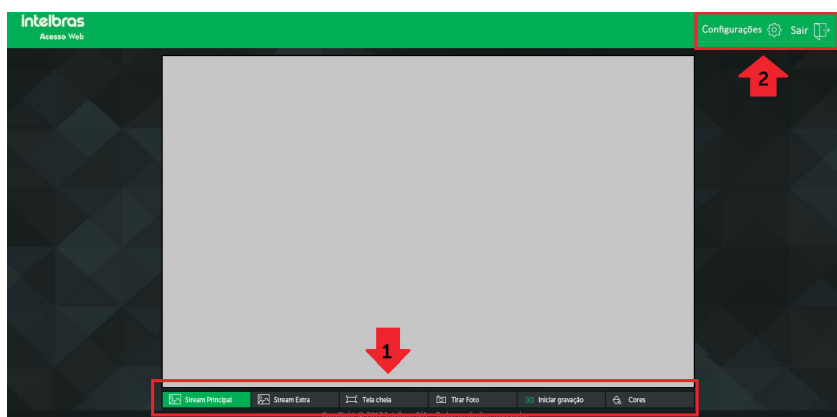 intelbras
Acesso Web
Configurações Sair
2
1
Stream Principal Stream Extra Tela cheia Tirar Foto Iniciar gravação Cores